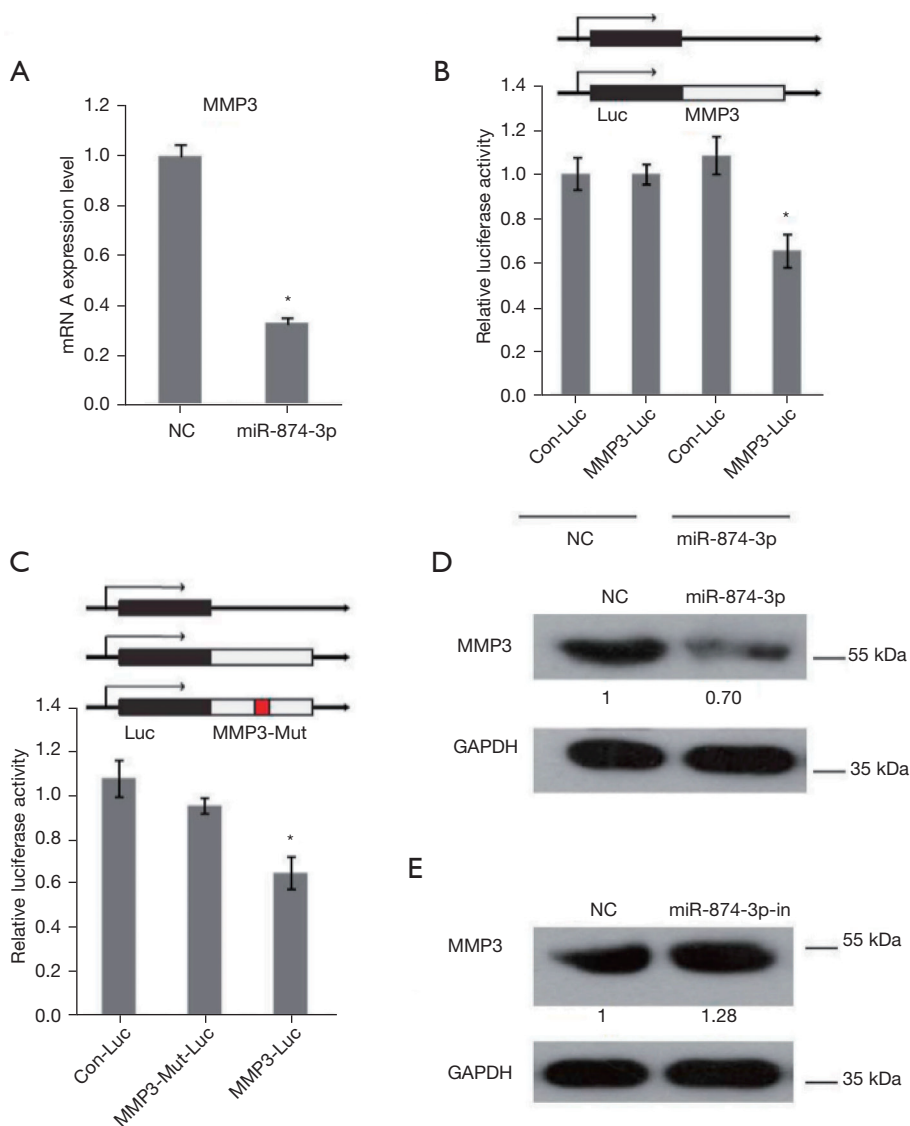 A
MMP3
1.2
1.0
0.8
0.6
0.4
0.2
0.0
mRN A expression level
*
NC miR-874-3p
B
Luc MMP3
1.4
1.2
1.0
0.8
0.6
0.4
0.2
0.0
Relative luciferase activity
*
Con-Luc MMP3-Luc Con-Luc MMP3-Luc
NC miR-874-3p
C
Luc MMP3-Mut
1.4
1.2
1.0
0.8
0.6
0.4
0.2
0.0
Relative luciferase activity
*
Con-Luc MMP3-Mut-Luc MMP3-Luc
D
NC miR-874-3p
MMP3 55 kDa
1 0.70
GAPDH 35 kDa
E
NC miR-874-3p-in
MMP3 55 kDa
1 1.28
GAPDH 35 kDa